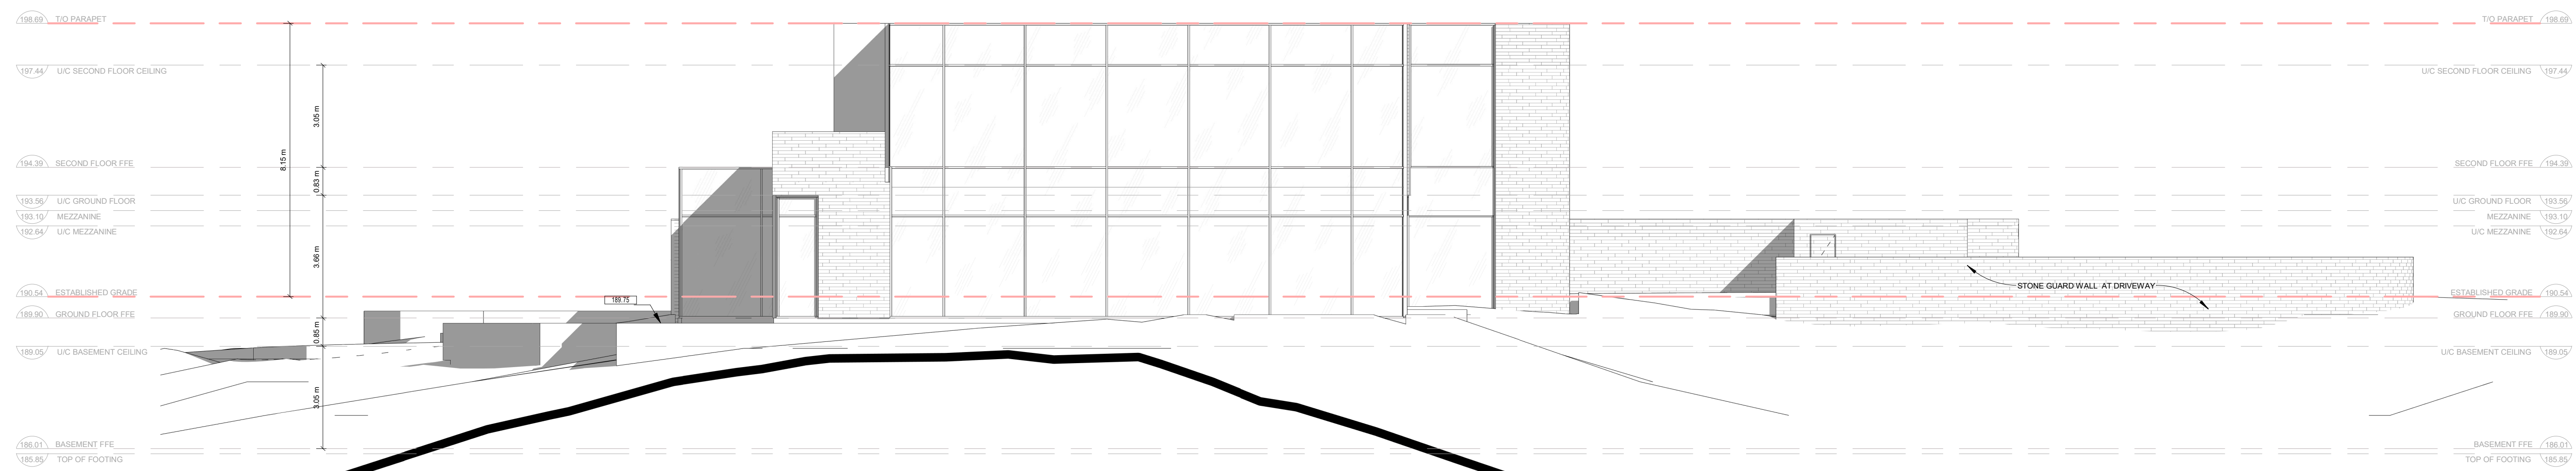 198.69 T/O PARAPET
T/O PARAPET 198.69
197.44 U/C SECOND FLOOR CEILING
U/C SECOND FLOOR CEILING 197.44
3.05 m
8.15 m
194.39 SECOND FLOOR FFE
SECOND FLOOR FFE 194.39
0.83 m
193.56 U/C GROUND FLOOR
U/C GROUND FLOOR 193.56
193.10 MEZZANINE
MEZZANINE 193.10
192.64 U/C MEZZANINE
U/C MEZZANINE 192.64
3.66 m
STONE GUARD WALL AT DRIVEWAY
190.54 ESTABLISHED GRADE
ESTABLISHED GRADE 190.54
189.75
189.90 GROUND FLOOR FFE
GROUND FLOOR FFE 189.90
0.85 m
189.05 U/C BASEMENT CEILING
U/C BASEMENT CEILING 189.05
3.05 m
186.01 BASEMENT FFE
BASEMENT FFE 186.01
185.85 TOP OF FOOTING
TOP OF FOOTING 185.85